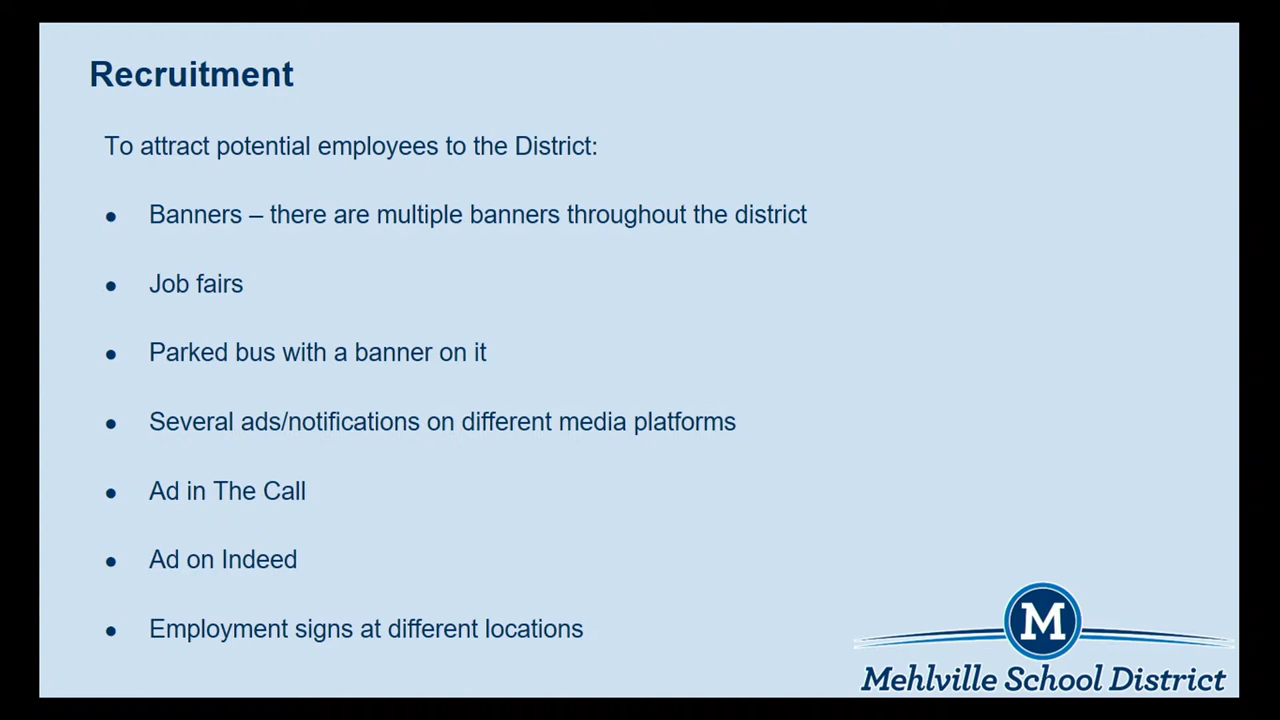 Recruitment
To attract potential employees to the District:
● Banners – there are multiple banners throughout the district
● Job fairs
● Parked bus with a banner on it
● Several ads/notifications on different media platforms
● Ad in The Call
● Ad on Indeed
● Employment signs at different locations
M
Mehlville School District